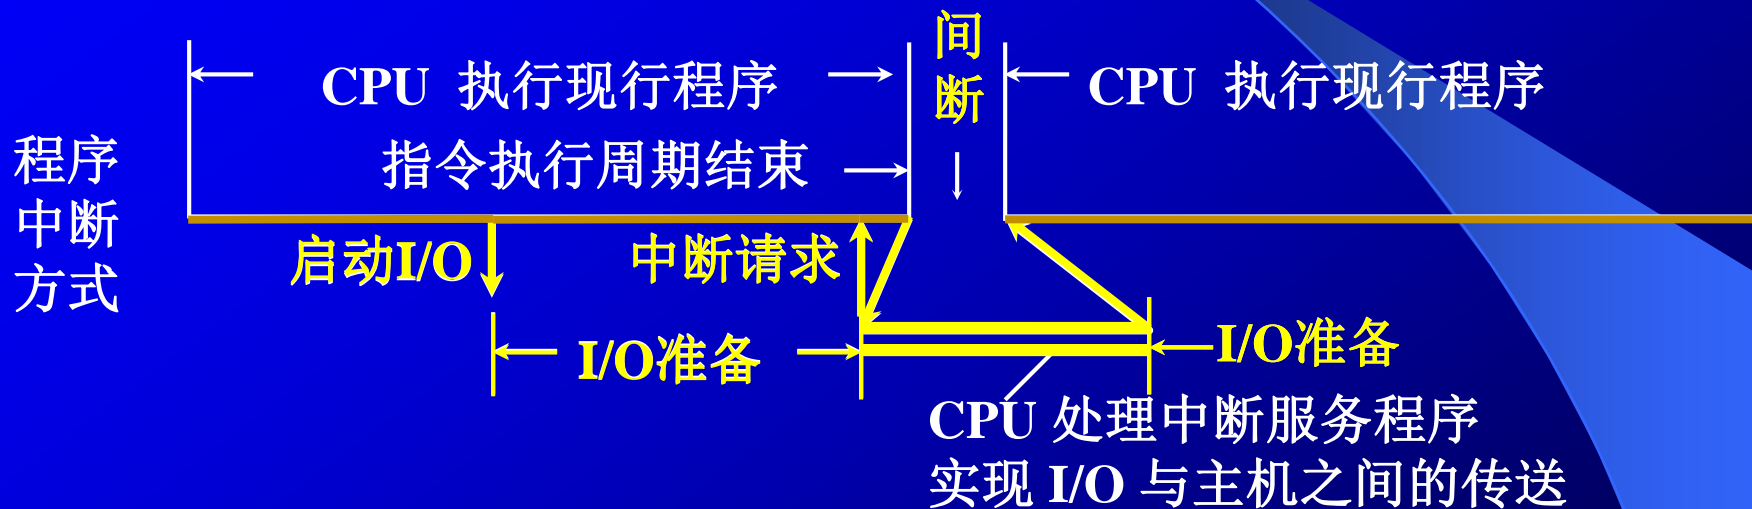 间
断
CPU 执行现行程序
CPU 执行现行程序
指令执行周期结束
程序
中断
方式
启动I/O
中断请求
I/O准备
I/O准备
CPU 处理中断服务程序
实现 I/O 与主机之间的传送